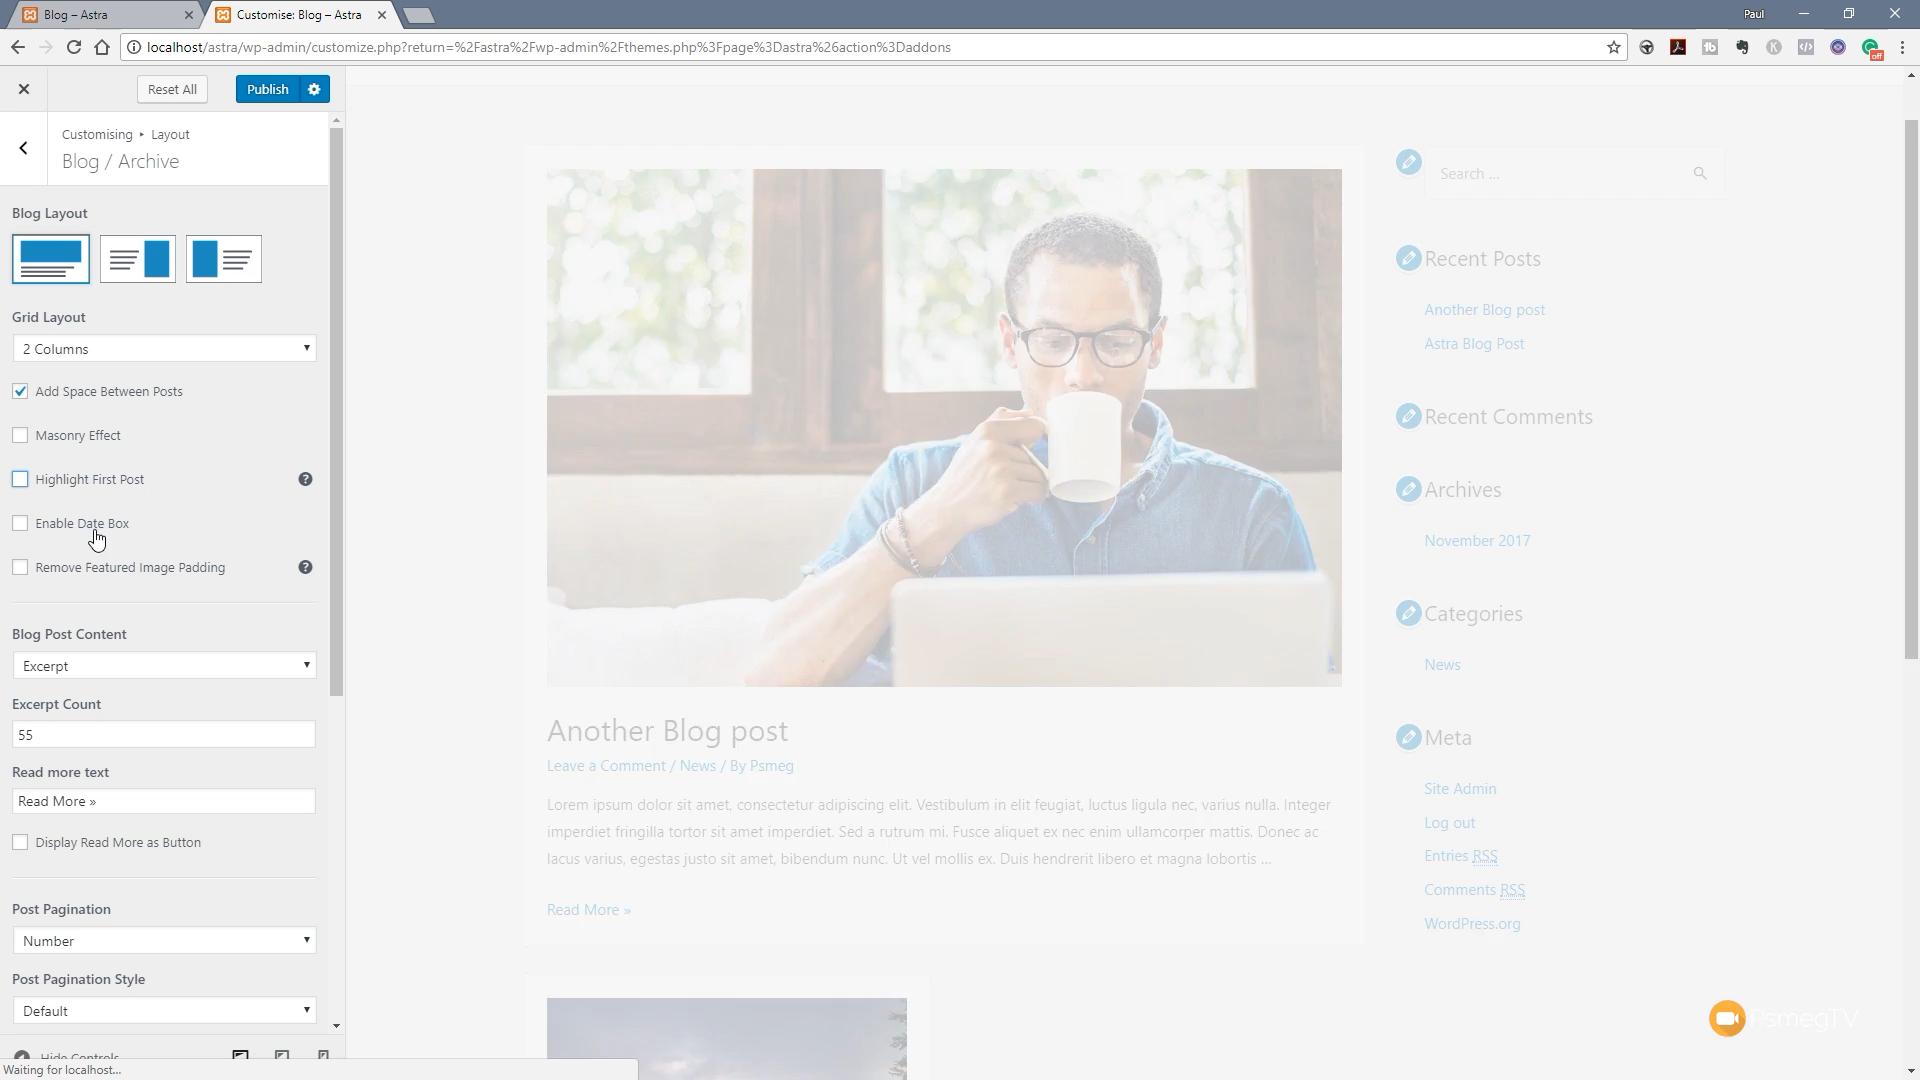 Blog – Astra
Customise: Blog – Astra
Paul
localhost/astra/wp-admin/customize.php?return=%2Fastra%2Fwp-admin%2Fthemes.php%3Fpage%3Dastra%26action%3Daddons
off
Reset All
Publish
Customising ▸ Layout
Blog / Archive
Blog Layout
Grid Layout
2 Columns
Add Space Between Posts
Masonry Effect
Highlight First Post
Enable Date Box
Remove Featured Image Padding
Blog Post Content
Excerpt
Excerpt Count
55
Read more text
Read More »
Display Read More as Button
Post Pagination
Number
Post Pagination Style
Default
Hide Controls
Waiting for localhost...
Another Blog post
Leave a Comment / News / By Psmeg
Lorem ipsum dolor sit amet, consectetur adipiscing elit. Vestibulum in elit feugiat, luctus ligula nec, varius nulla. Integer
imperdiet fringilla tortor sit amet imperdiet. Sed a rutrum mi. Fusce aliquet ex nec enim ullamcorper mattis. Donec ac
lacus varius, egestas justo sit amet, bibendum nunc. Ut vel mollis ex. Duis hendrerit libero et magna lobortis ...
Read More »
Search ...
Recent Posts
Another Blog post
Astra Blog Post
Recent Comments
Archives
November 2017
Categories
News
Meta
Site Admin
Log out
Entries RSS
Comments RSS
WordPress.org
PsmegTV